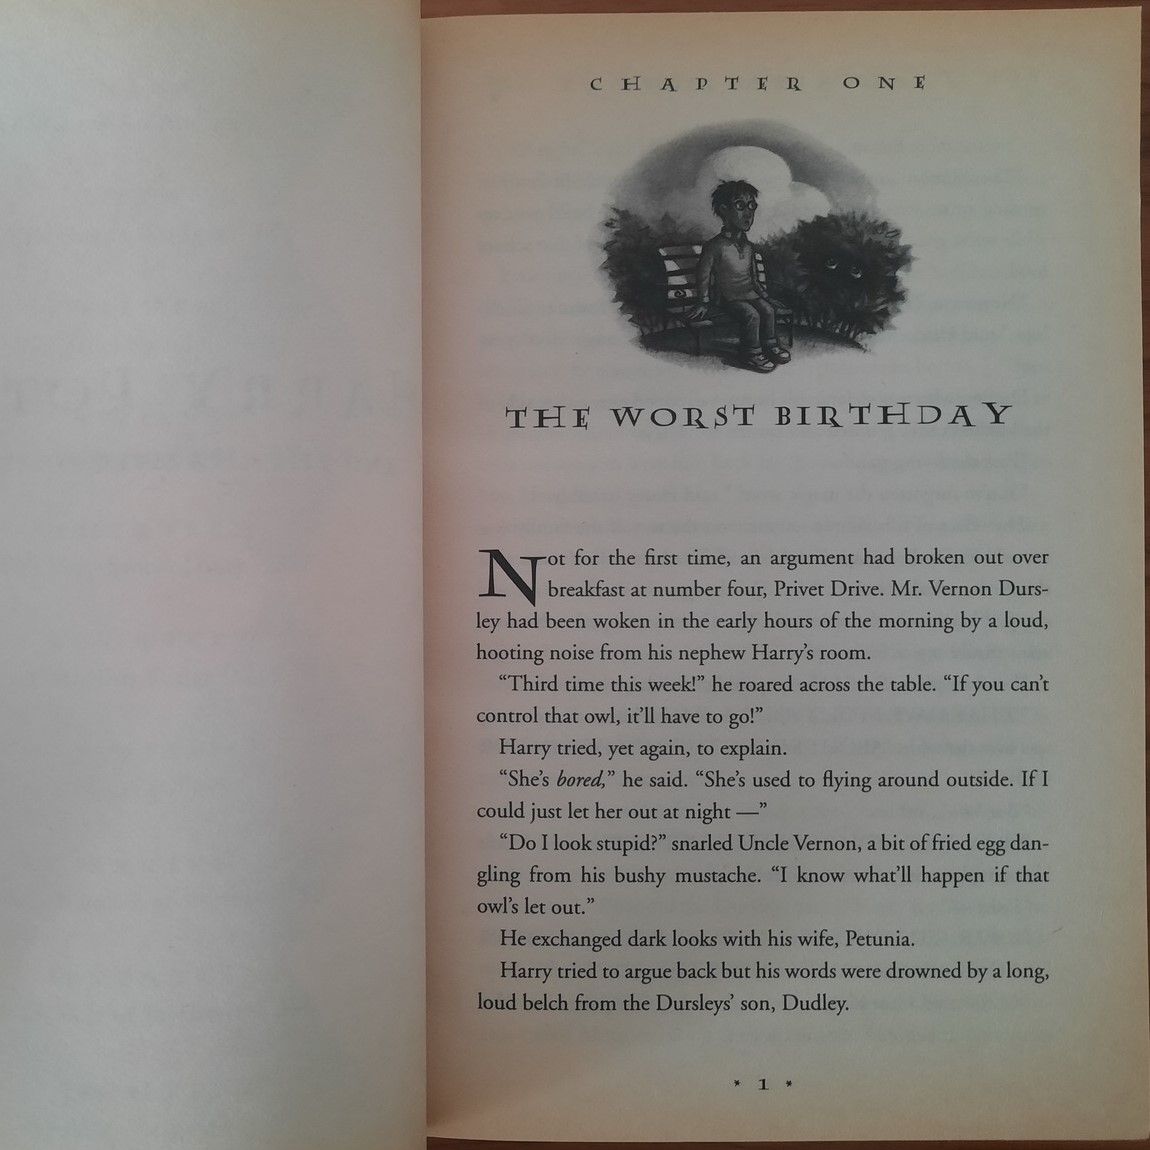 CHAPTER ONE
THE WORST BIRTHDAY
Not for the first time, an argument had broken out over
breakfast at number four, Privet Drive. Mr. Vernon Durs-
ley had been woken in the early hours of the morning by a loud,
hooting noise from his nephew Harry’s room.
“Third time this week!” he roared across the table. “If you can’t
control that owl, it’ll have to go!”
Harry tried, yet again, to explain.
“She’s bored,” he said. “She’s used to flying around outside. If I
could just let her out at night —”
“Do I look stupid?” snarled Uncle Vernon, a bit of fried egg dan-
gling from his bushy mustache. “I know what’ll happen if that
owl’s let out.”
He exchanged dark looks with his wife, Petunia.
Harry tried to argue back but his words were drowned by a long,
loud belch from the Dursleys’ son, Dudley.
* 1 *